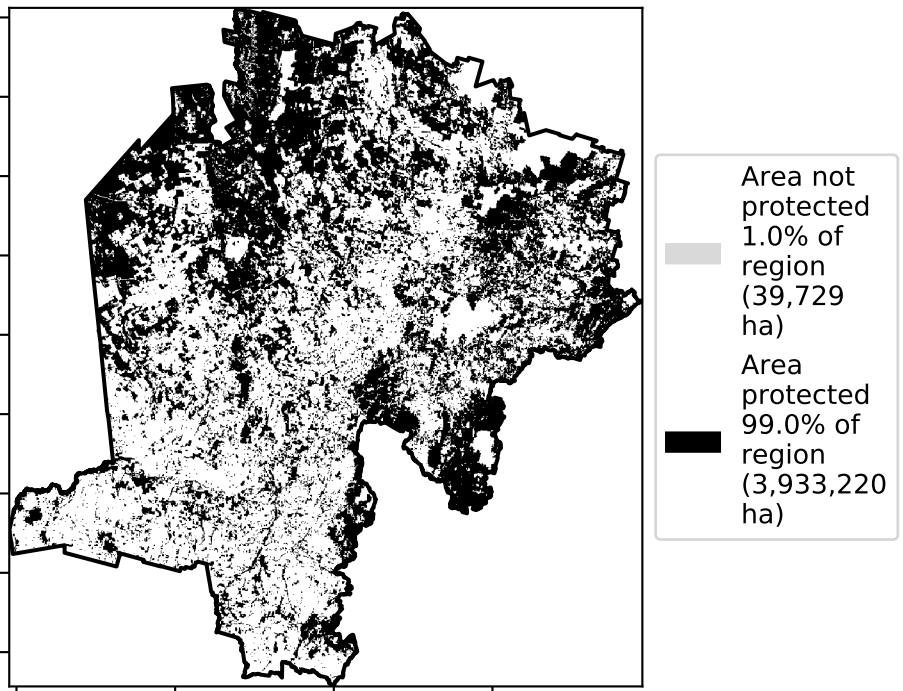 Area not
protected
1.0% of
region
(39,729
ha)
Area
protected
99.0% of
region
(3,933,220
ha)